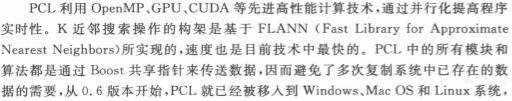 PCL 利用 OpenMP、GPU、CUDA 等先进高性能计算技术，通过并行化提高程序
实时性。K 近邻搜索操作的构架是基于 FLANN (Fast Library for Approximate
Nearest Neighbors)所实现的，速度也是目前技术中最快的。PCL 中的所有模块和
算法都是通过 Boost 共享指针来传送数据，因而避免了多次复制系统中已存在的数
据的需要，从 0.6 版本开始，PCL 就已经被移入到 Windows、Mac OS 和 Linux 系统，